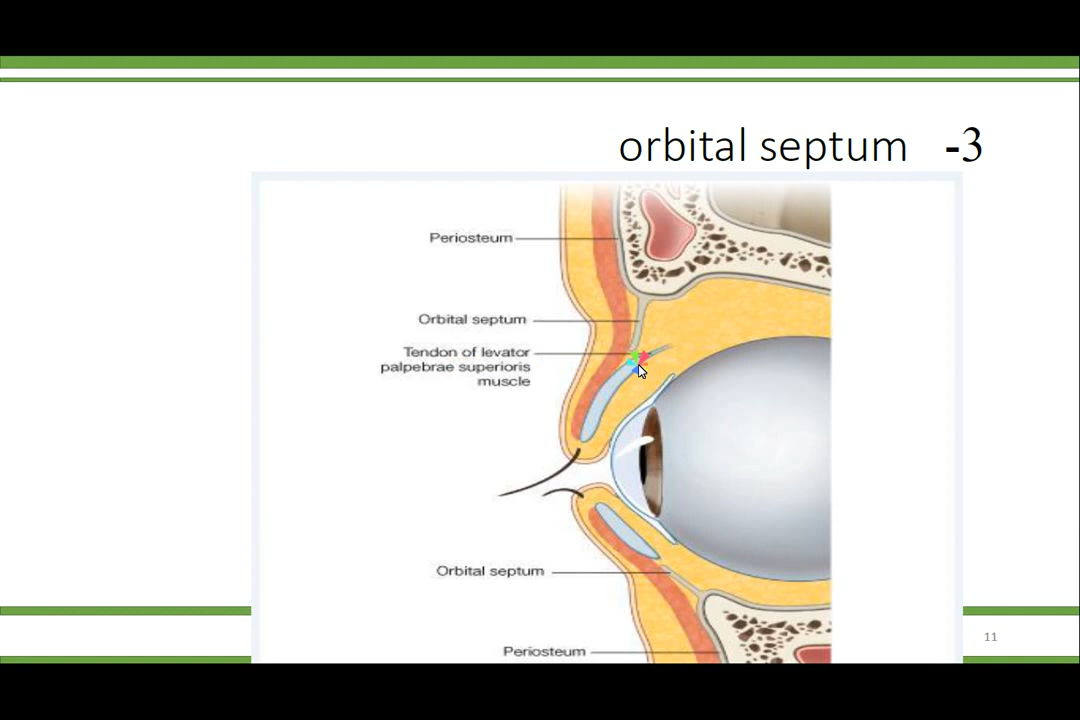 orbital septum -3
Periosteum
Orbital septum
Tendon of levator
palpebrae superioris
muscle
Orbital septum
Periosteum
11